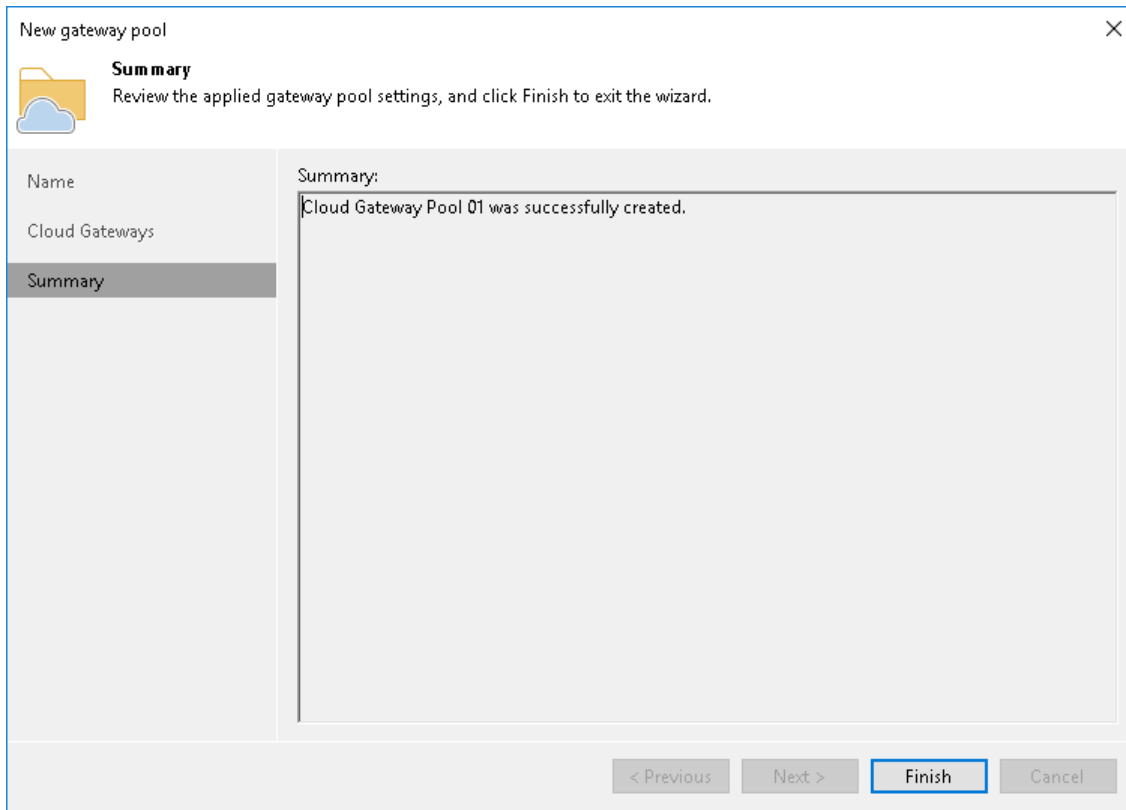 New gateway pool
Summary
Review the applied gateway pool settings, and click Finish to exit the wizard.
Name
Cloud Gateways
Summary
Summary:
Cloud Gateway Pool 01 was successfully created.
< Previous
Next >
Finish
Cancel